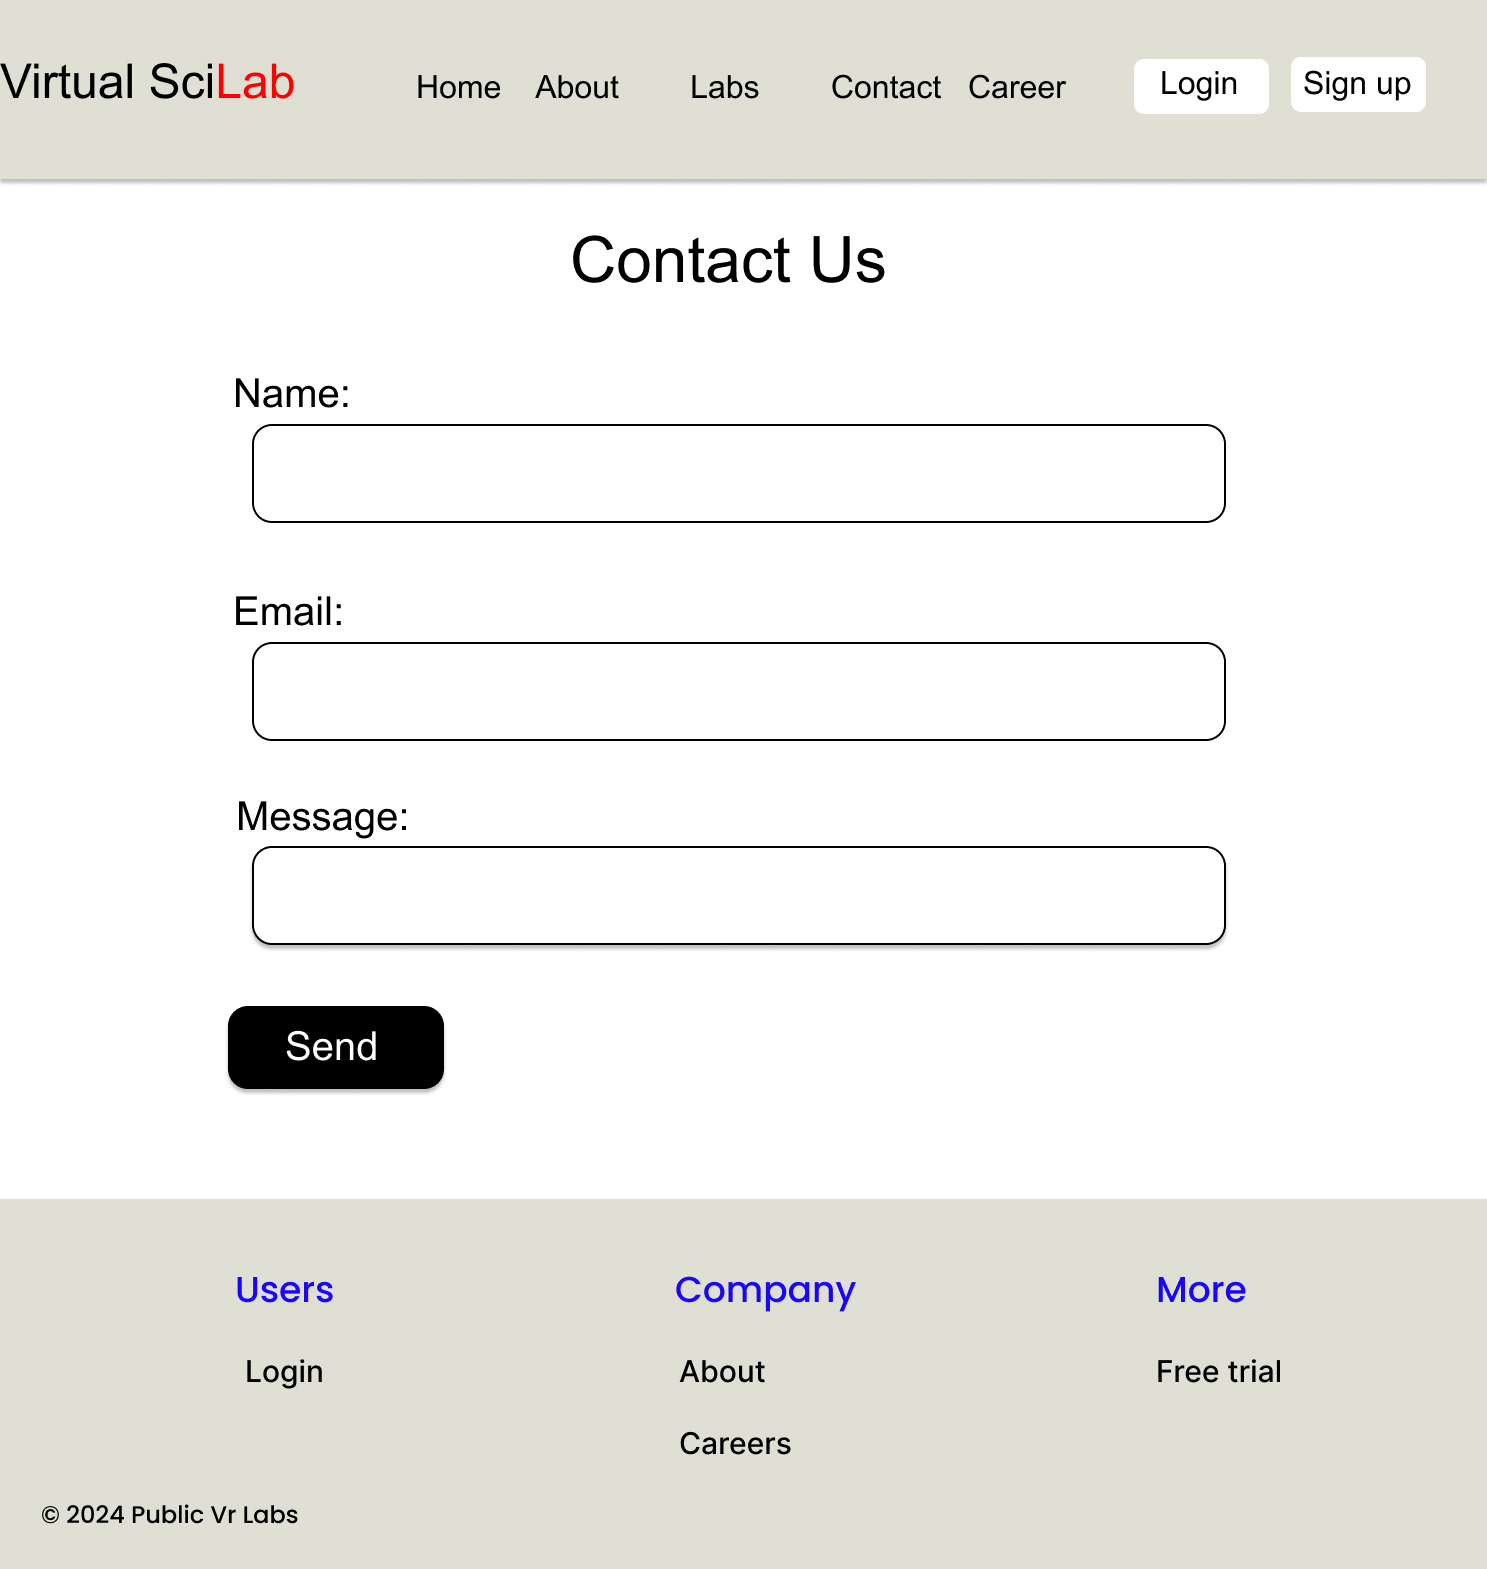 Virtual SciLab Home About Labs Contact Career Login Sign up
Contact Us
Name:
Email:
Message:
Send
Users Company More
Login About Free trial
Careers
© 2024 Public Vr Labs